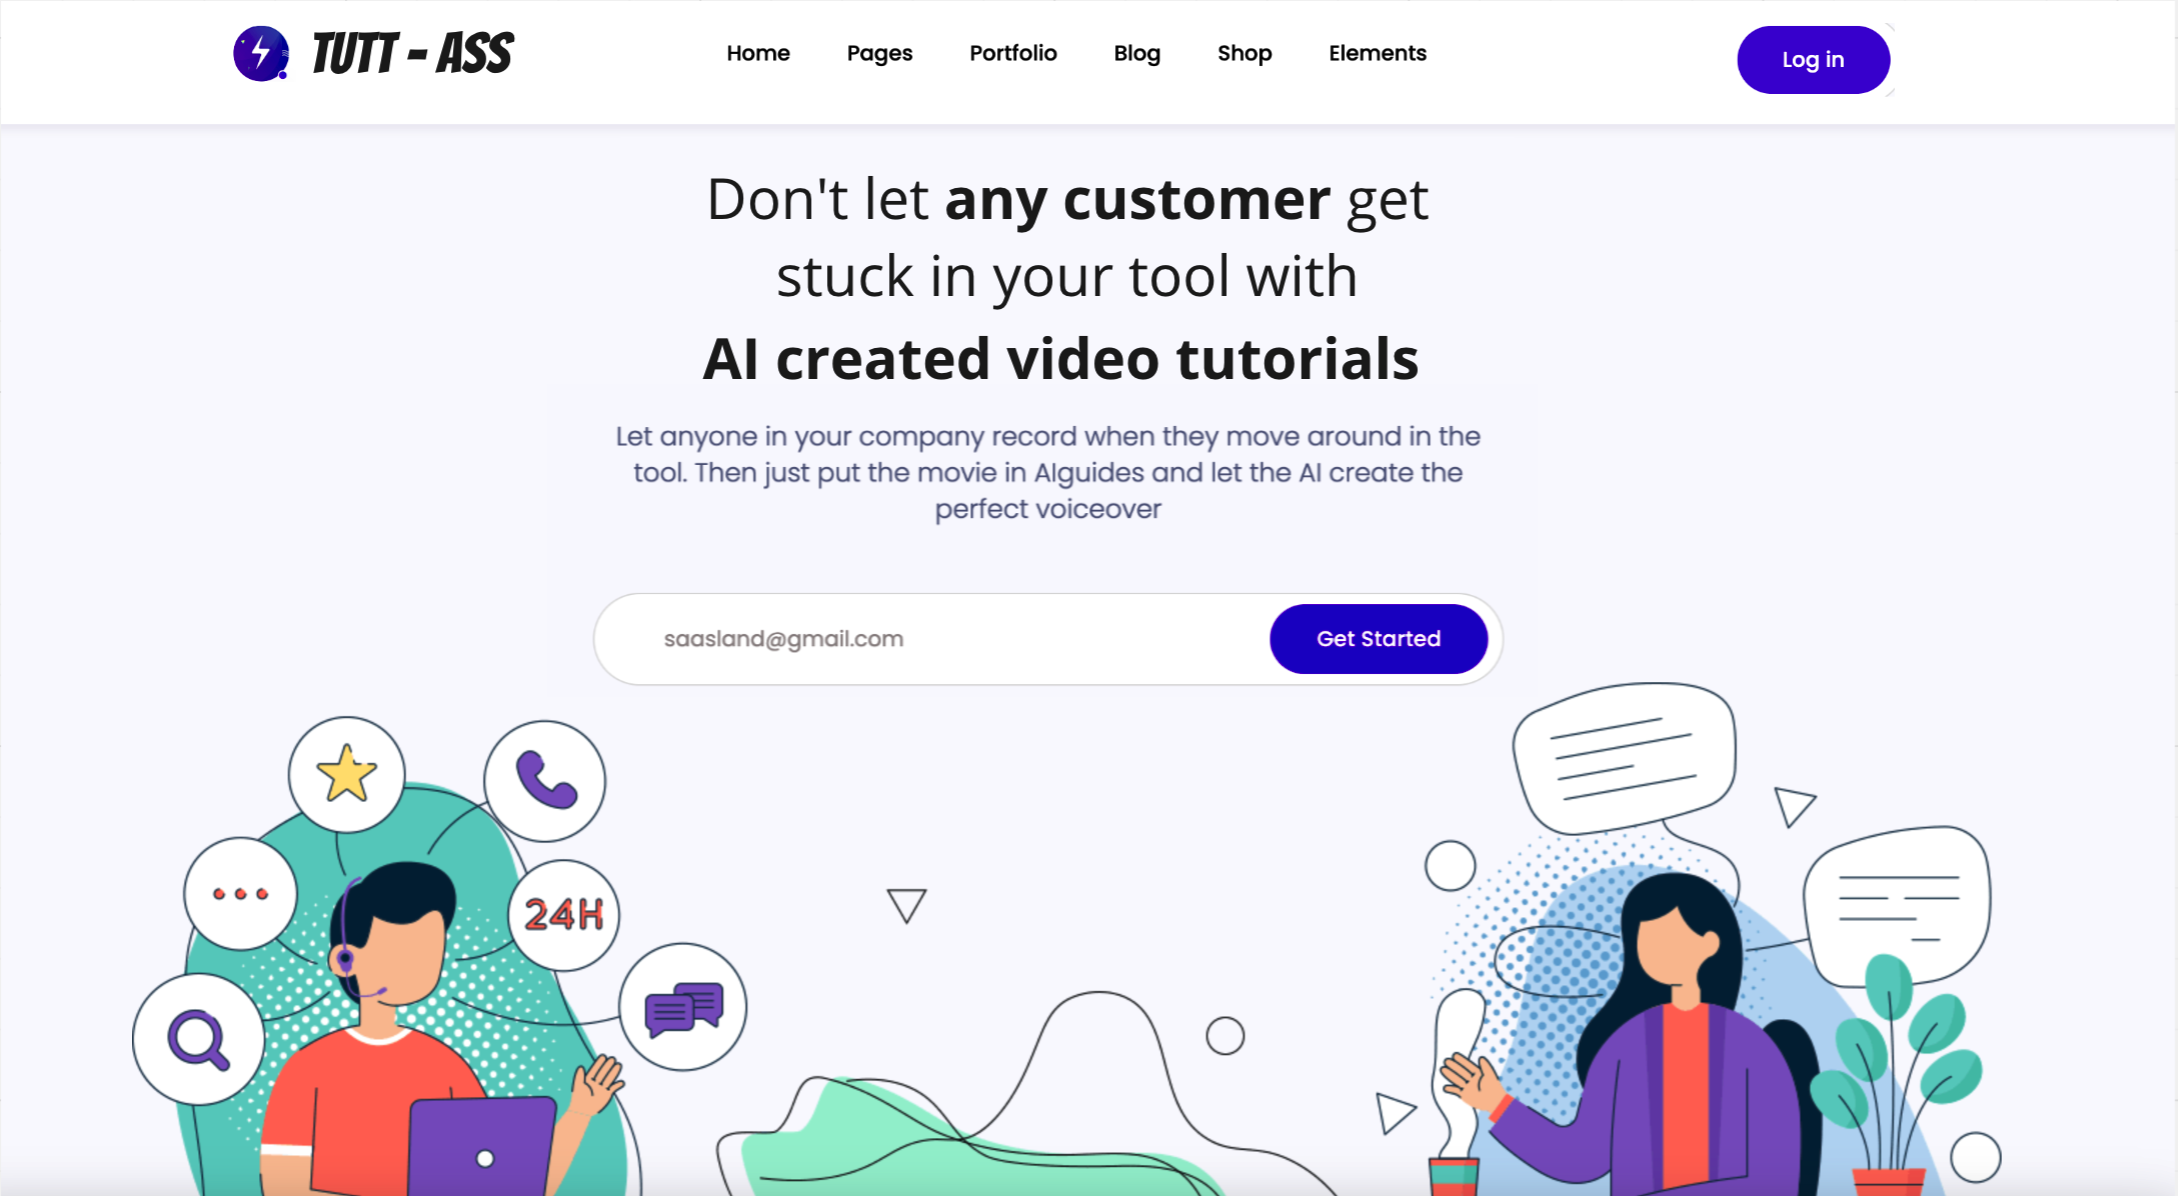 TUTT - ASS
Home Pages Portfolio Blog Shop Elements
Log in
Don't let any customer get
stuck in your tool with
AI created video tutorials
Let anyone in your company record when they move around in the
tool. Then just put the movie in AIguides and let the AI create the
perfect voiceover
saasland@gmail.com
Get Started
24H